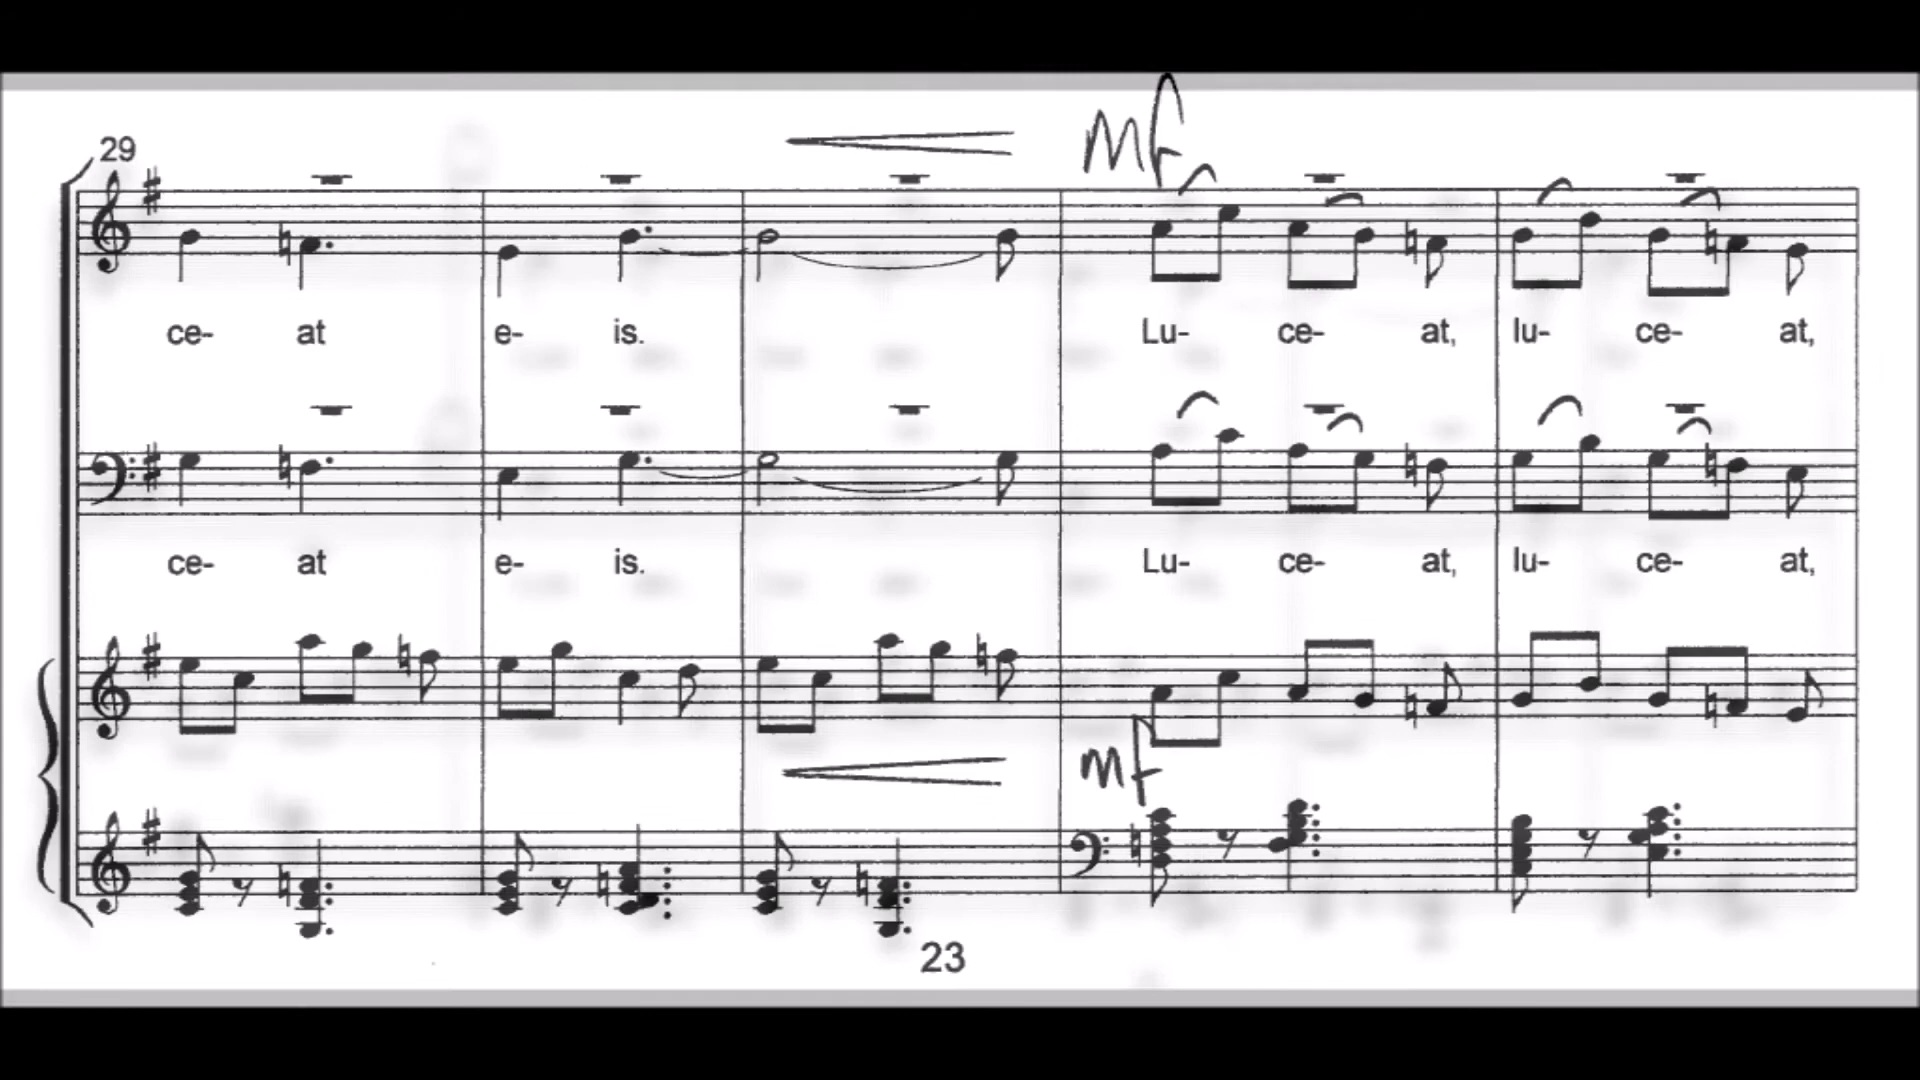 29
mf
ce- at e- is. Lu- ce- at, lu- ce- at,
ce- at e- is. Lu- ce- at, lu- ce- at,
mf
23